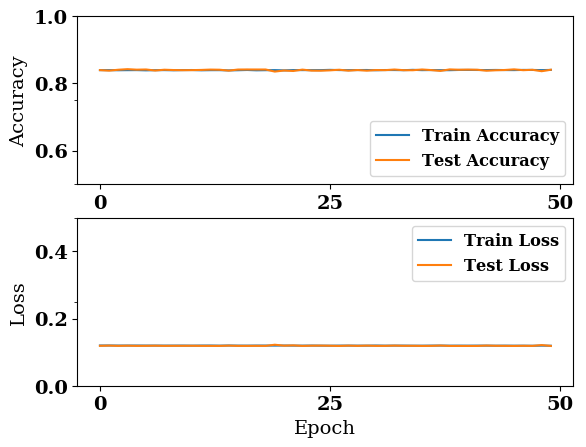 1.0
0.8
0.6
Accuracy
Train Accuracy
Test Accuracy
0 25 50
0.4
0.2
0.0
Loss
Train Loss
Test Loss
0 25 50
Epoch